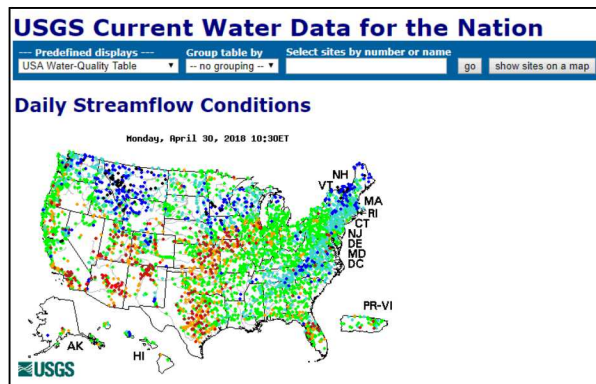 USGS Current Water Data for the Nation
--- Predefined displays --- Group table by Select sites by number or name
USA Water-Quality Table -- no grouping -- go show sites on a map
Daily Streamflow Conditions
Monday, April 30, 2018 10:30ET
NH
VT
MA
RI
CT
NJ
DE
MD
DC
PR-VI
AK
HI
USGS